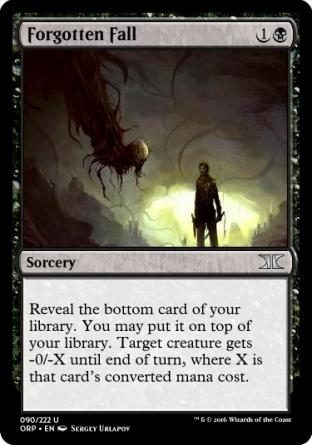 Forgotten Fall 1
Sorcery
Reveal the bottom card of your
library. You may put it on top of
your library. Target creature gets
-0/-X until end of turn, where X is
that card's converted mana cost.
090/222 U
ORP • EN Sergey Urlapov
™ & © 2016 Wizards of the Coast